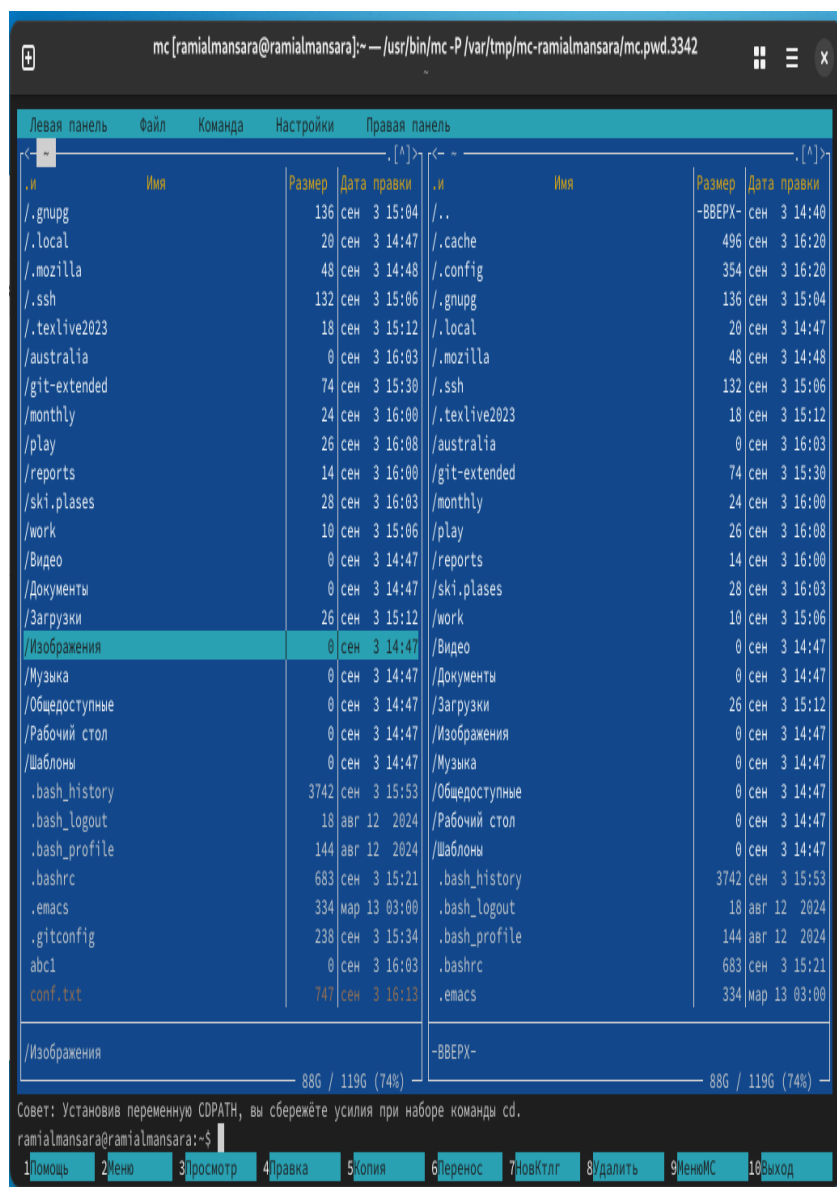 mc [ramialmansara@ramialmansara]:~ — /usr/bin/mc -P /var/tmp/mc-ramialmansara/mc.pwd.3342
~
Левая панель Файл Команда Настройки Правая панель
<— ~ .[^]> <— ~ .[^]>
.и Имя Размер Дата правки .и Имя Размер Дата правки
/.gnupg 136 сен 3 15:04 /.. -ВВЕРХ- сен 3 14:40
/.local 20 сен 3 14:47 /.cache 496 сен 3 16:20
/.mozilla 48 сен 3 14:48 /.config 354 сен 3 16:20
/.ssh 132 сен 3 15:06 /.gnupg 136 сен 3 15:04
/.texlive2023 18 сен 3 15:12 /.local 20 сен 3 14:47
/australia 0 сен 3 16:03 /.mozilla 48 сен 3 14:48
/git-extended 74 сен 3 15:30 /.ssh 132 сен 3 15:06
/monthly 24 сен 3 16:00 /.texlive2023 18 сен 3 15:12
/play 26 сен 3 16:08 /australia 0 сен 3 16:03
/reports 14 сен 3 16:00 /git-extended 74 сен 3 15:30
/ski.plases 28 сен 3 16:03 /monthly 24 сен 3 16:00
/work 10 сен 3 15:06 /play 26 сен 3 16:08
/Видео 0 сен 3 14:47 /reports 14 сен 3 16:00
/Документы 0 сен 3 14:47 /ski.plases 28 сен 3 16:03
/Загрузки 26 сен 3 15:12 /work 10 сен 3 15:06
/Изображения 0 сен 3 14:47 /Видео 0 сен 3 14:47
/Музыка 0 сен 3 14:47 /Документы 0 сен 3 14:47
/Общедоступные 0 сен 3 14:47 /Загрузки 26 сен 3 15:12
/Рабочий стол 0 сен 3 14:47 /Изображения 0 сен 3 14:47
/Шаблоны 0 сен 3 14:47 /Музыка 0 сен 3 14:47
.bash_history 3742 сен 3 15:53 /Общедоступные 0 сен 3 14:47
.bash_logout 18 авг 12 2024 /Рабочий стол 0 сен 3 14:47
.bash_profile 144 авг 12 2024 /Шаблоны 0 сен 3 14:47
.bashrc 683 сен 3 15:21 .bash_history 3742 сен 3 15:53
.emacs 334 мар 13 03:00 .bash_logout 18 авг 12 2024
.gitconfig 238 сен 3 15:34 .bash_profile 144 авг 12 2024
abc1 0 сен 3 16:03 .bashrc 683 сен 3 15:21
conf.txt 747 сен 3 16:13 .emacs 334 мар 13 03:00
/Изображения -ВВЕРХ-
88G / 119G (74%) 88G / 119G (74%)
Совет: Установив переменную CDPATH, вы сбережёте усилия при наборе команды cd.
ramialmansara@ramialmansara:~$
1Помощь 2Меню 3Просмотр 4Правка 5Копия 6Перенос 7НовКтлг 8Удалить 9МенюMC 10Выход